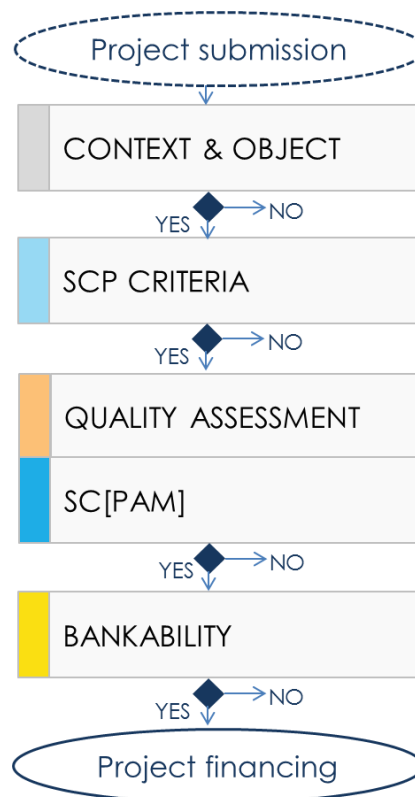 Project submission
CONTEXT & OBJECT
YES NO
SCP CRITERIA
YES NO
QUALITY ASSESSMENT
SC[PAM]
YES NO
BANKABILITY
YES NO
Project financing